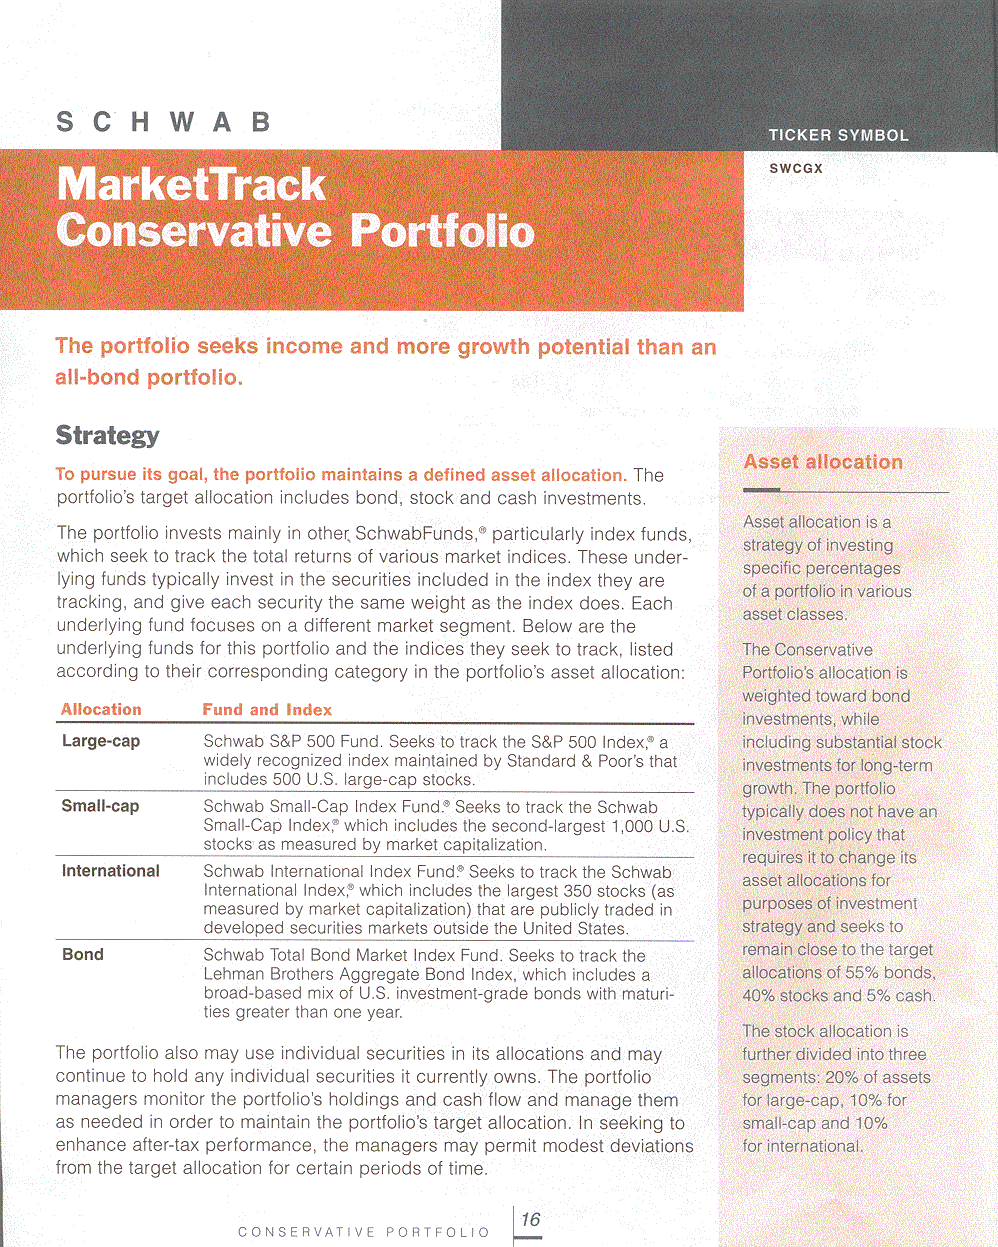 SCHWAB
TICKER SYMBOL
SWCGX
MarketTrack
Conservative Portfolio
The portfolio seeks income and more growth potential than an
all-bond portfolio.
Strategy
To pursue its goal, the portfolio maintains a defined asset allocation. The
portfolio's target allocation includes bond, stock and cash investments.
The portfolio invests mainly in other SchwabFunds,® particularly index funds,
which seek to track the total returns of various market indices. These under-
lying funds typically invest in the securities included in the index they are
tracking, and give each security the same weight as the index does. Each
underlying fund focuses on a different market segment. Below are the
underlying funds for this portfolio and the indices they seek to track, listed
according to their corresponding category in the portfolio's asset allocation:
Allocation Fund and Index
Large-cap Schwab S&P 500 Fund. Seeks to track the S&P 500 Index,® a
widely recognized index maintained by Standard & Poor's that
includes 500 U.S. large-cap stocks.
Small-cap Schwab Small-Cap Index Fund.® Seeks to track the Schwab
Small-Cap Index,® which includes the second-largest 1,000 U.S.
stocks as measured by market capitalization.
International Schwab International Index Fund.® Seeks to track the Schwab
International Index,® which includes the largest 350 stocks (as
measured by market capitalization) that are publicly traded in
developed securities markets outside the United States.
Bond Schwab Total Bond Market Index Fund. Seeks to track the
Lehman Brothers Aggregate Bond Index, which includes a
broad-based mix of U.S. investment-grade bonds with maturi-
ties greater than one year.
The portfolio also may use individual securities in its allocations and may
continue to hold any individual securities it currently owns. The portfolio
managers monitor the portfolio's holdings and cash flow and manage them
as needed in order to maintain the portfolio's target allocation. In seeking to
enhance after-tax performance, the managers may permit modest deviations
from the target allocation for certain periods of time.
Asset allocation
Asset allocation is a
strategy of investing
specific percentages
of a portfolio in various
asset classes.
The Conservative
Portfolio's allocation is
weighted toward bond
investments, while
including substantial stock
investments for long-term
growth. The portfolio
typically does not have an
investment policy that
requires it to change its
asset allocations for
purposes of investment
strategy and seeks to
remain close to the target
allocations of 55% bonds,
40% stocks and 5% cash.
The stock allocation is
further divided into three
segments: 20% of assets
for large-cap, 10% for
small-cap and 10%
for international.
CONSERVATIVE PORTFOLIO 16